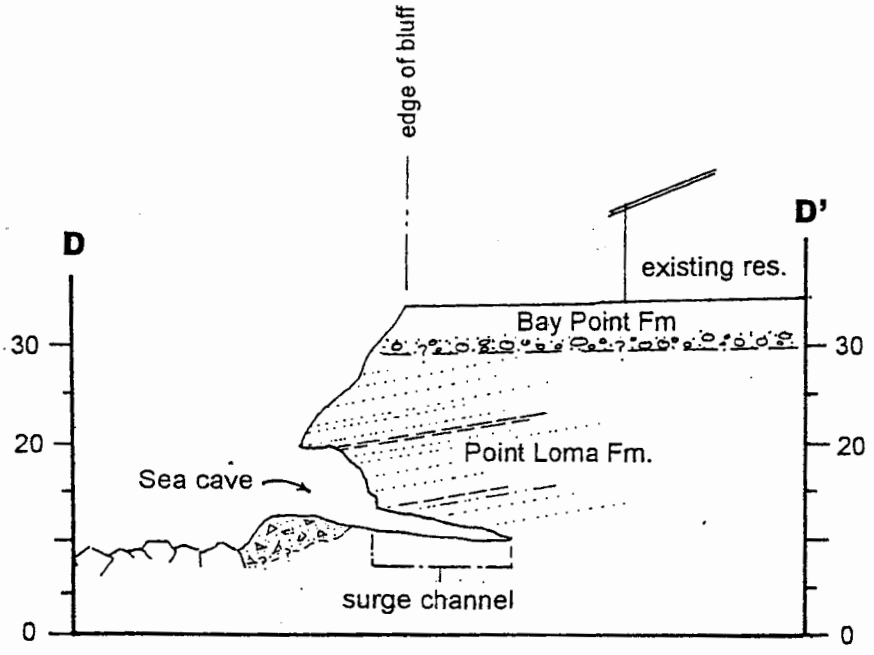 edge of bluff
D
D'
existing res.
Bay Point Fm
30
30
20
20
Point Loma Fm.
Sea cave
surge channel
0
0